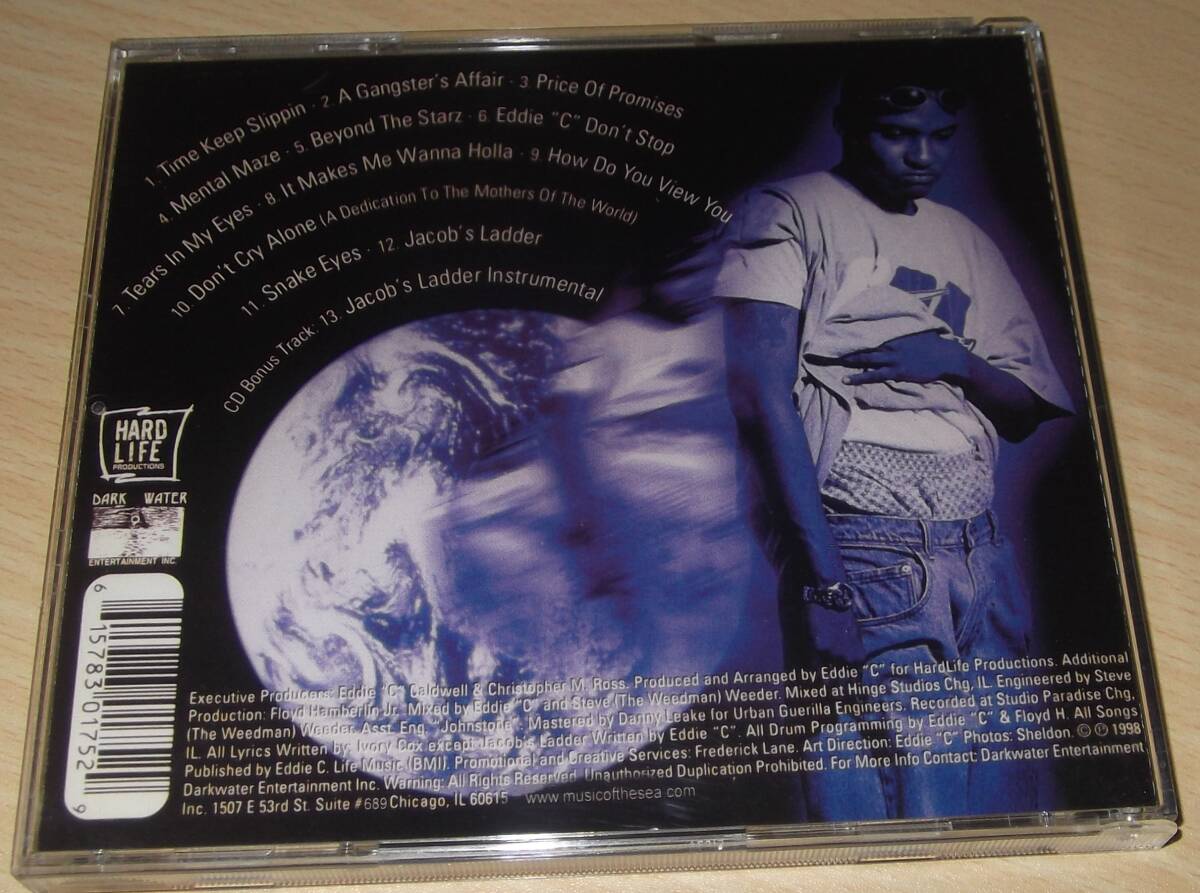 1. Time Keep Slippin · 2. A Gangster's Affair · 3. Price Of Promises
4. Mental Maze · 5. Beyond The Starz · 6. Eddie "C" Don't Stop
7. Tears In My Eyes · 8. It Makes Me Wanna Holla · 9. How Do You View You
10. Don't Cry Alone (A Dedication To The Mothers Of The World)
11. Snake Eyes · 12. Jacob's Ladder
CD Bonus Track: 13. Jacob's Ladder Instrumental
HARD
LIFE
PRODUCTIONS
DARK WATER
ENTERTAINMENT INC.
6 15783 01752 9
Executive Producers: Eddie "C" Caldwell & Christopher M. Ross. Produced and Arranged by Eddie "C" for HardLife Productions. Additional
Production: Floyd Hamberlin Jr. Mixed by Eddie "C" and Steve (The Weedman) Weeder. Mixed at Hinge Studios Chg, IL. Engineered by Steve
(The Weedman) Weeder. Asst. Eng. "Johnstone". Mastered by Danny Leake for Urban Guerilla Engineers. Recorded at Studio Paradise Chg,
IL. All Lyrics Written by: Ivory Cox except Jacob's Ladder Written by Eddie "C". All Drum Programming by Eddie "C" & Floyd H. All Songs
Published by Eddie C. Life Music (BMI). Promotional and Creative Services: Frederick Lane. Art Direction: Eddie "C" Photos: Sheldon. © ℗ 1998
Darkwater Entertainment Inc. Warning: All Rights Reserved. Unauthorized Duplication Prohibited. For More Info Contact: Darkwater Entertainment
Inc. 1507 E 53rd St. Suite #689 Chicago, IL 60615 www.musicofthesea.com